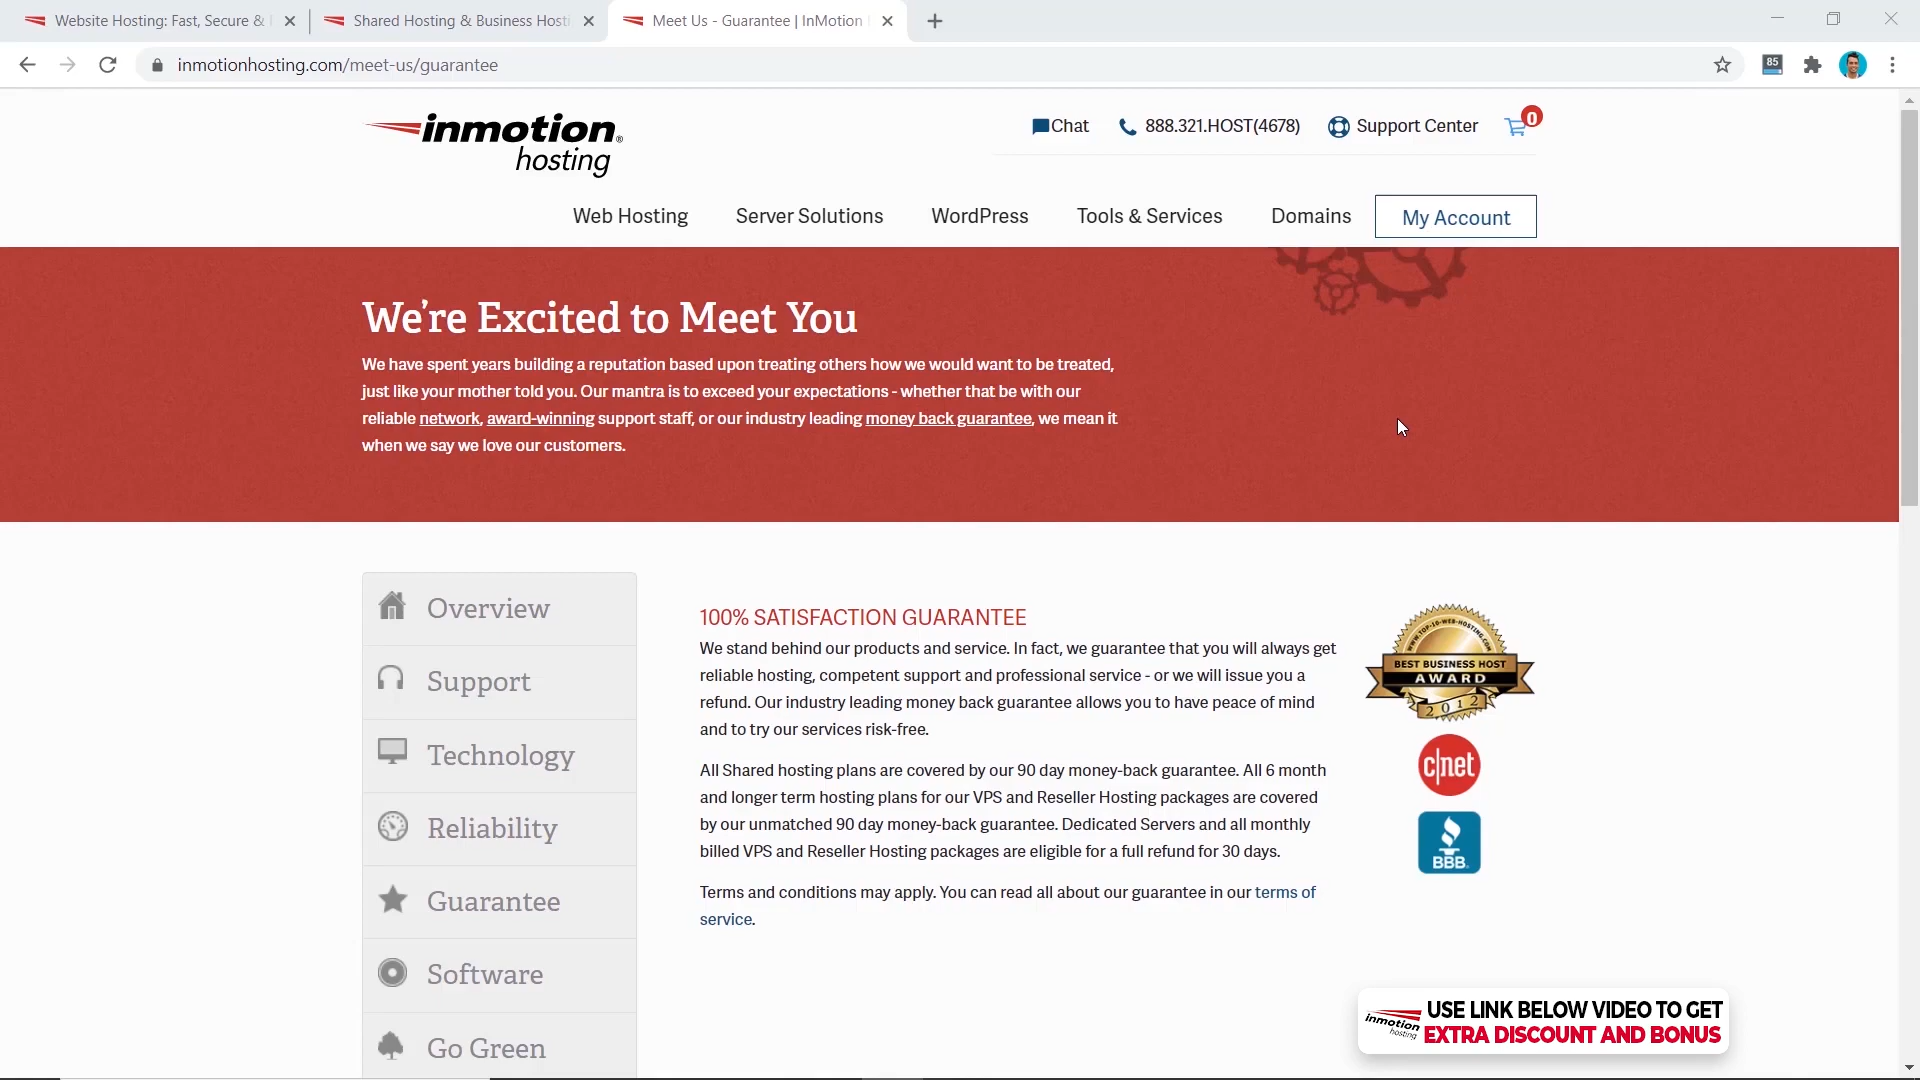 Website Hosting: Fast, Secure &
Shared Hosting & Business Hosti
Meet Us - Guarantee | InMotion
inmotionhosting.com/meet-us/guarantee
85
inmotion®
hosting
Chat
888.321.HOST(4678)
Support Center
0
Web Hosting
Server Solutions
WordPress
Tools & Services
Domains
My Account
We're Excited to Meet You
We have spent years building a reputation based upon treating others how we would want to be treated,
just like your mother told you. Our mantra is to exceed your expectations - whether that be with our
reliable network, award-winning support staff, or our industry leading money back guarantee, we mean it
when we say we love our customers.
Overview
Support
Technology
Reliability
Guarantee
Software
Go Green
100% SATISFACTION GUARANTEE
We stand behind our products and service. In fact, we guarantee that you will always get
reliable hosting, competent support and professional service - or we will issue you a
refund. Our industry leading money back guarantee allows you to have peace of mind
and to try our services risk-free.
All Shared hosting plans are covered by our 90 day money-back guarantee. All 6 month
and longer term hosting plans for our VPS and Reseller Hosting packages are covered
by our unmatched 90 day money-back guarantee. Dedicated Servers and all monthly
billed VPS and Reseller Hosting packages are eligible for a full refund for 30 days.
Terms and conditions may apply. You can read all about our guarantee in our terms of
service.
WWW.TOP-10-WEB-HOSTING.COM
BEST BUSINESS HOST
AWARD
2012
c|net
BBB.
inmotion
hosting
USE LINK BELOW VIDEO TO GET
EXTRA DISCOUNT AND BONUS